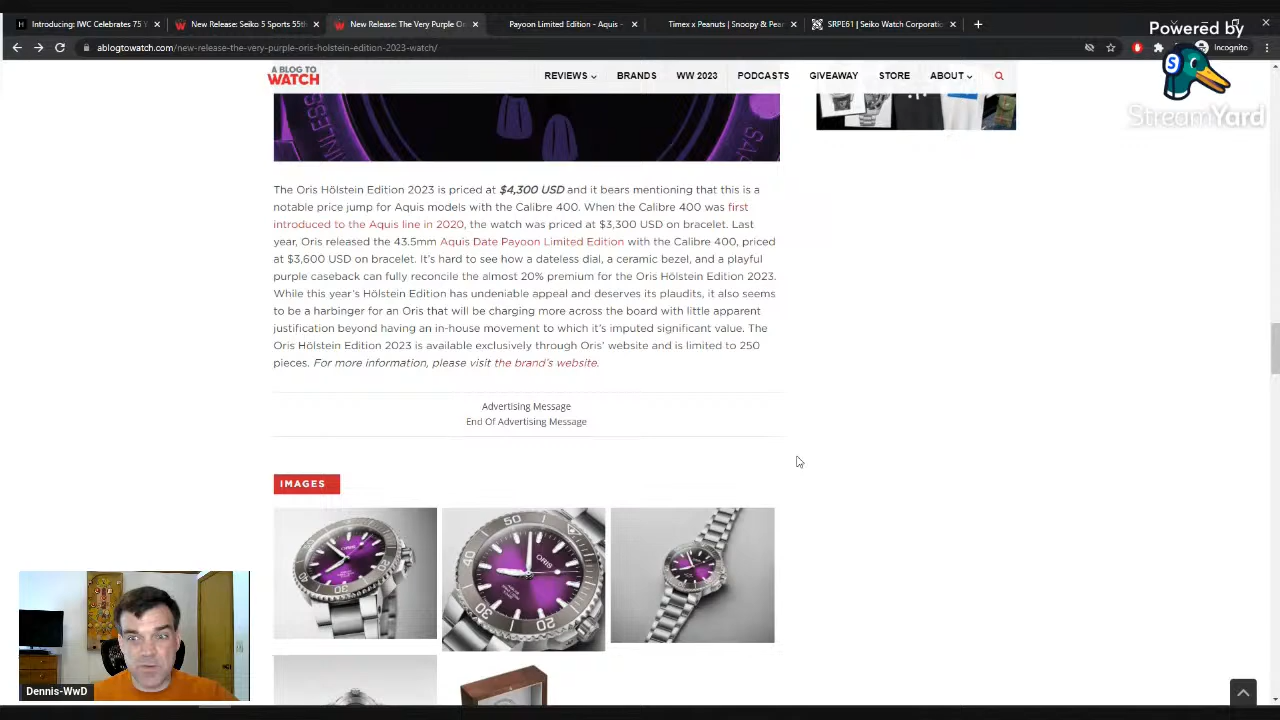 Introducing: IWC Celebrates 75 Y
New Release: Seiko 5 Sports 55th
New Release: The Very Purple Or
Payoon Limited Edition - Aquis -
Timex x Peanuts | Snoopy & Pea
SRPE61 | Seiko Watch Corporatio
Powered by
ablogtowatch.com/new-release-the-very-purple-oris-holstein-edition-2023-watch/
Incognito
A BLOG TO
WATCH
REVIEWS
BRANDS
WW 2023
PODCASTS
GIVEAWAY
STORE
ABOUT
StreamYard
The Oris Hölstein Edition 2023 is priced at $4,300 USD and it bears mentioning that this is a
notable price jump for Aquis models with the Calibre 400. When the Calibre 400 was first
introduced to the Aquis line in 2020, the watch was priced at $3,300 USD on bracelet. Last
year, Oris released the 43.5mm Aquis Date Payoon Limited Edition with the Calibre 400, priced
at $3,600 USD on bracelet. It's hard to see how a dateless dial, a ceramic bezel, and a playful
purple caseback can fully reconcile the almost 20% premium for the Oris Hölstein Edition 2023.
While this year's Hölstein Edition has undeniable appeal and deserves its plaudits, it also seems
to be a harbinger for an Oris that will be charging more across the board with little apparent
justification beyond having an in-house movement to which it's imputed significant value. The
Oris Hölstein Edition 2023 is available exclusively through Oris' website and is limited to 250
pieces. For more information, please visit the brand's website.
Advertising Message
End Of Advertising Message
IMAGES
ORIS
50
40
30
20
ORIS
Dennis-WwD